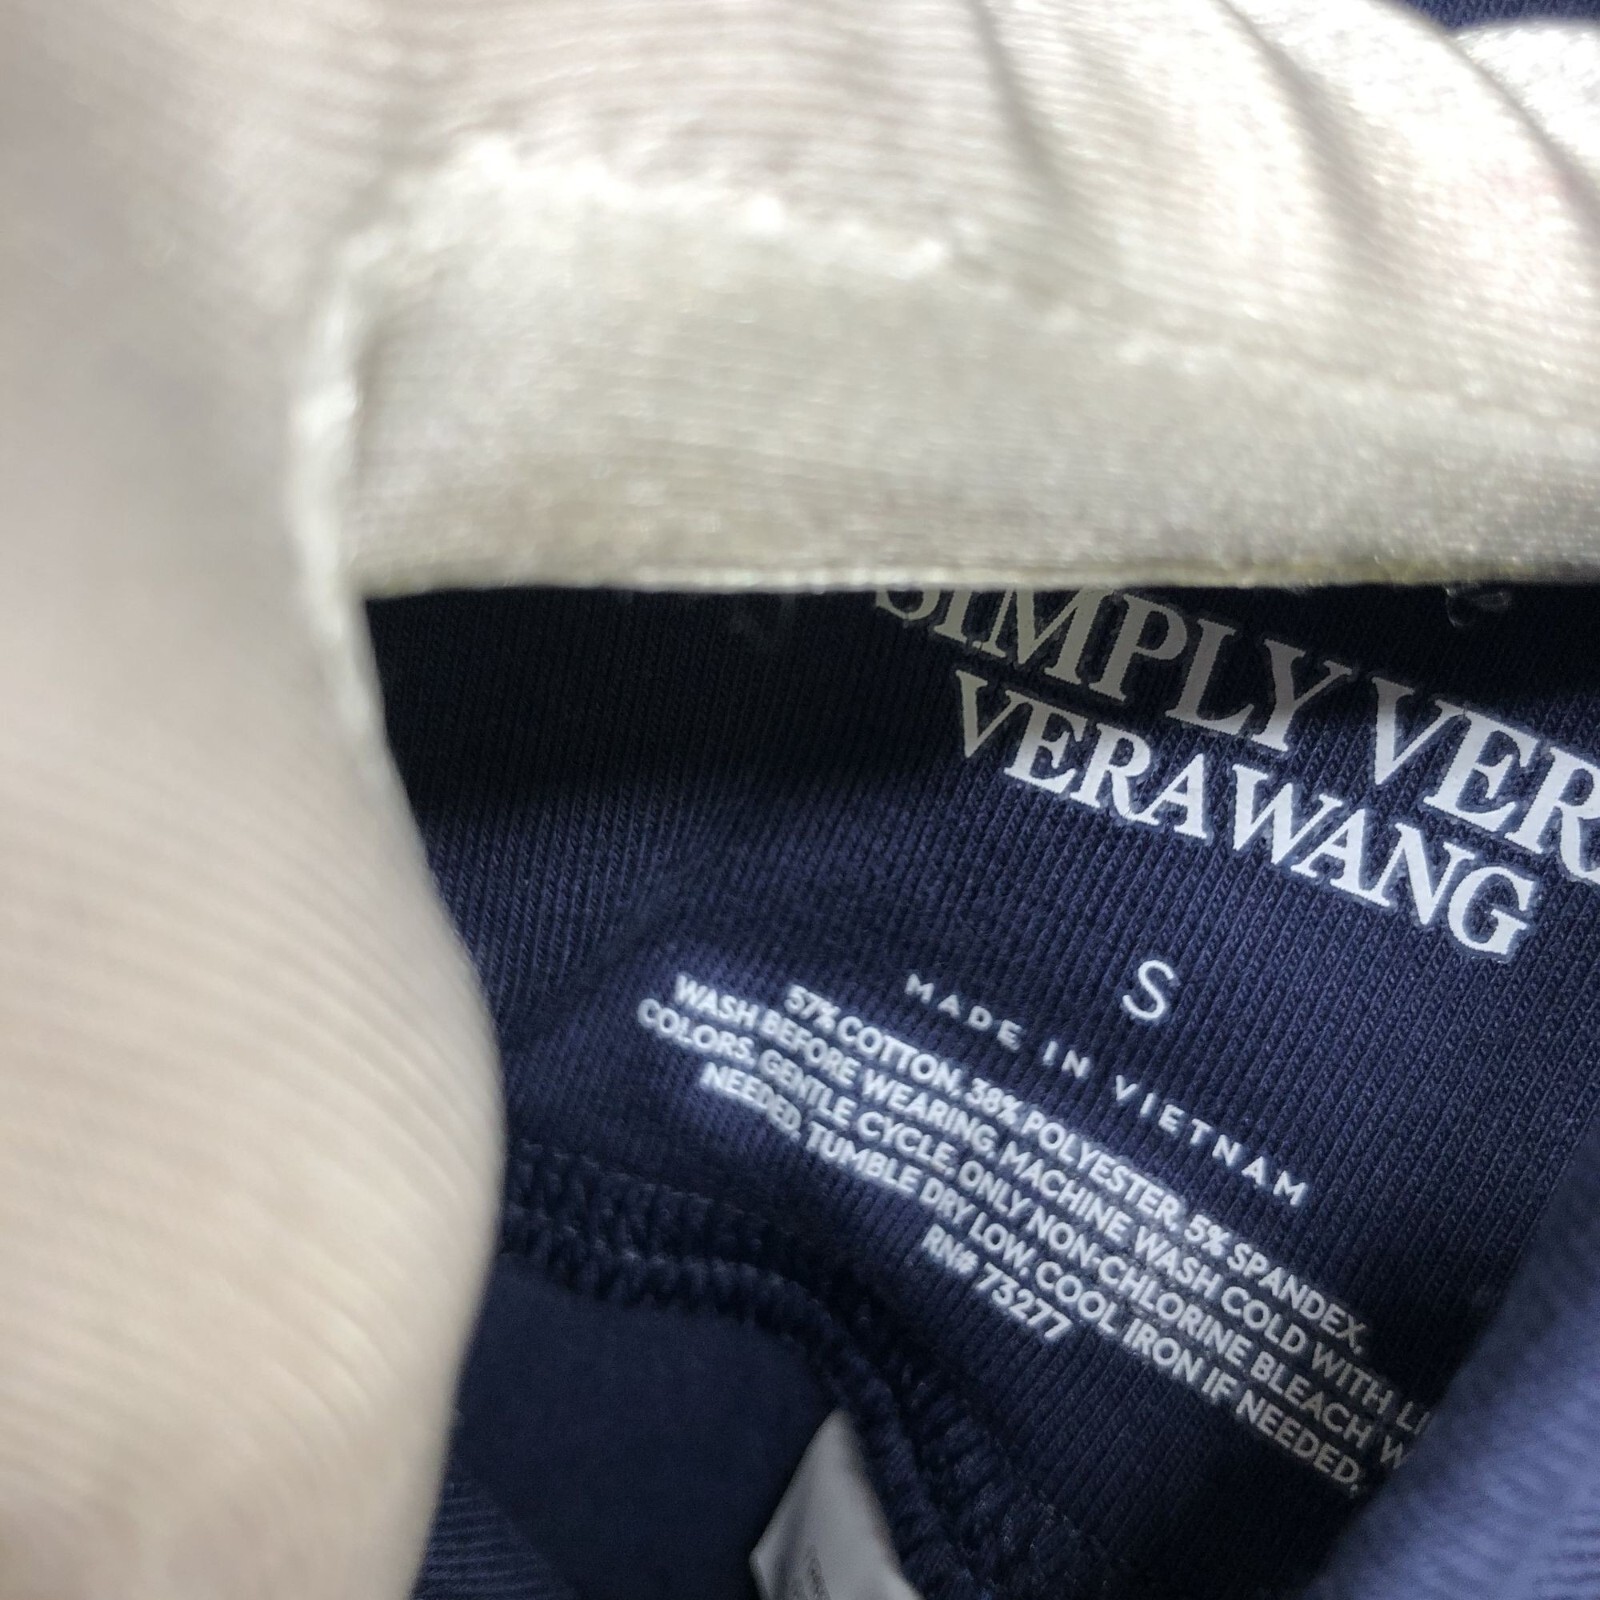 SIMPLY VER
VERA WANG
S
MADE IN VIETNAM
57% COTTON, 38% POLYESTER, 5% SPANDEX.
WASH BEFORE WEARING, MACHINE WASH COLD WITH LI
COLORS, GENTLE CYCLE, ONLY NON-CHLORINE BLEACH W
NEEDED, TUMBLE DRY LOW, COOL IRON IF NEEDED,
RN# 73277